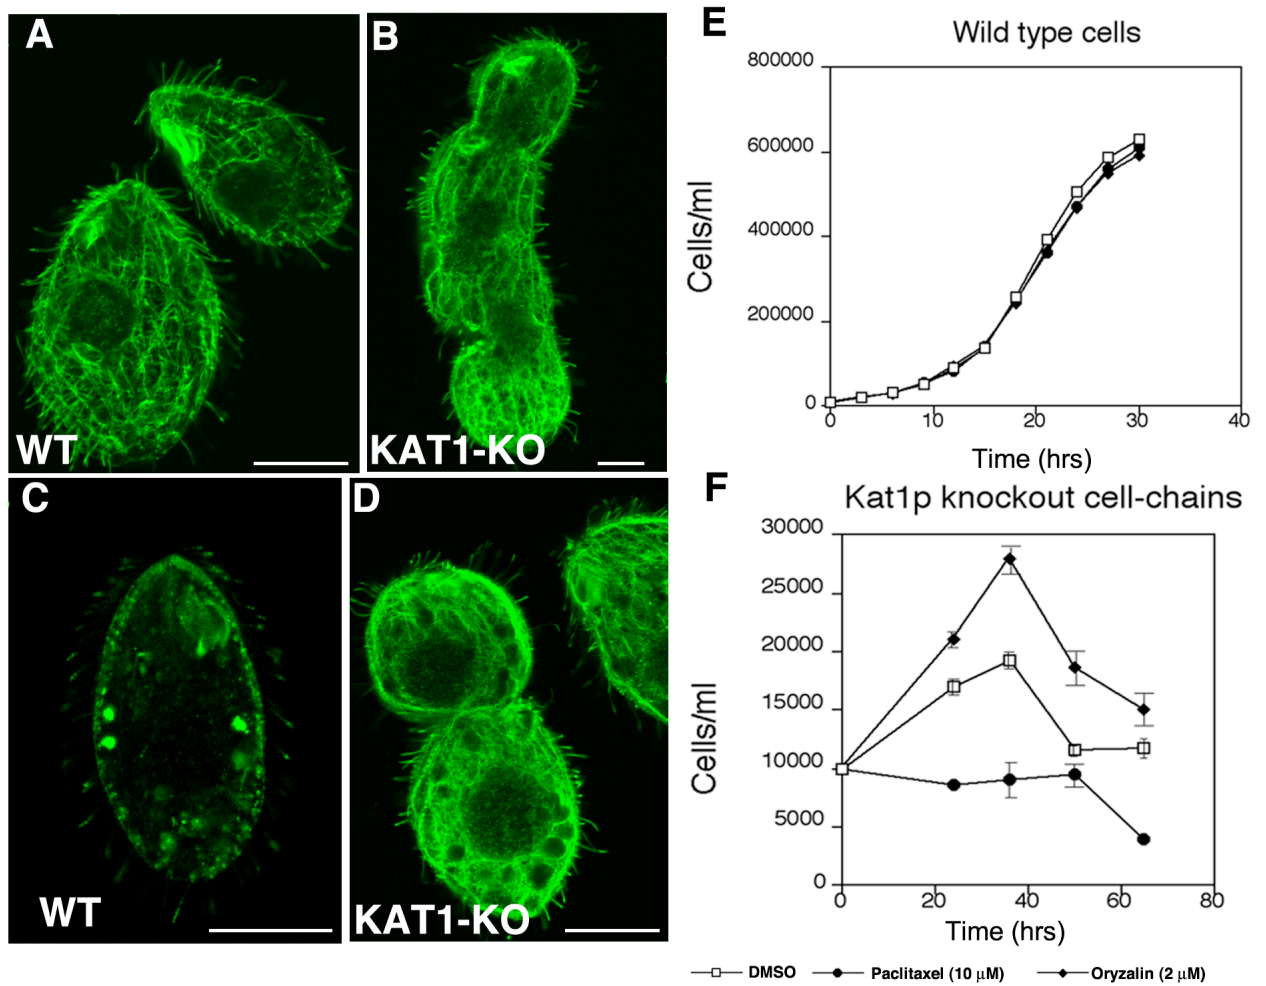 A
WT
B
KAT1-KO
C
WT
D
KAT1-KO
E
Wild type cells
800000
600000
400000
200000
0
0 10 20 30 40
Cells/ml
Time (hrs)
F
Kat1p knockout cell-chains
30000
25000
20000
15000
10000
5000
0
0 20 40 60 80
Cells/ml
Time (hrs)
DMSO Paclitaxel (10 μM) Oryzalin (2 μM)